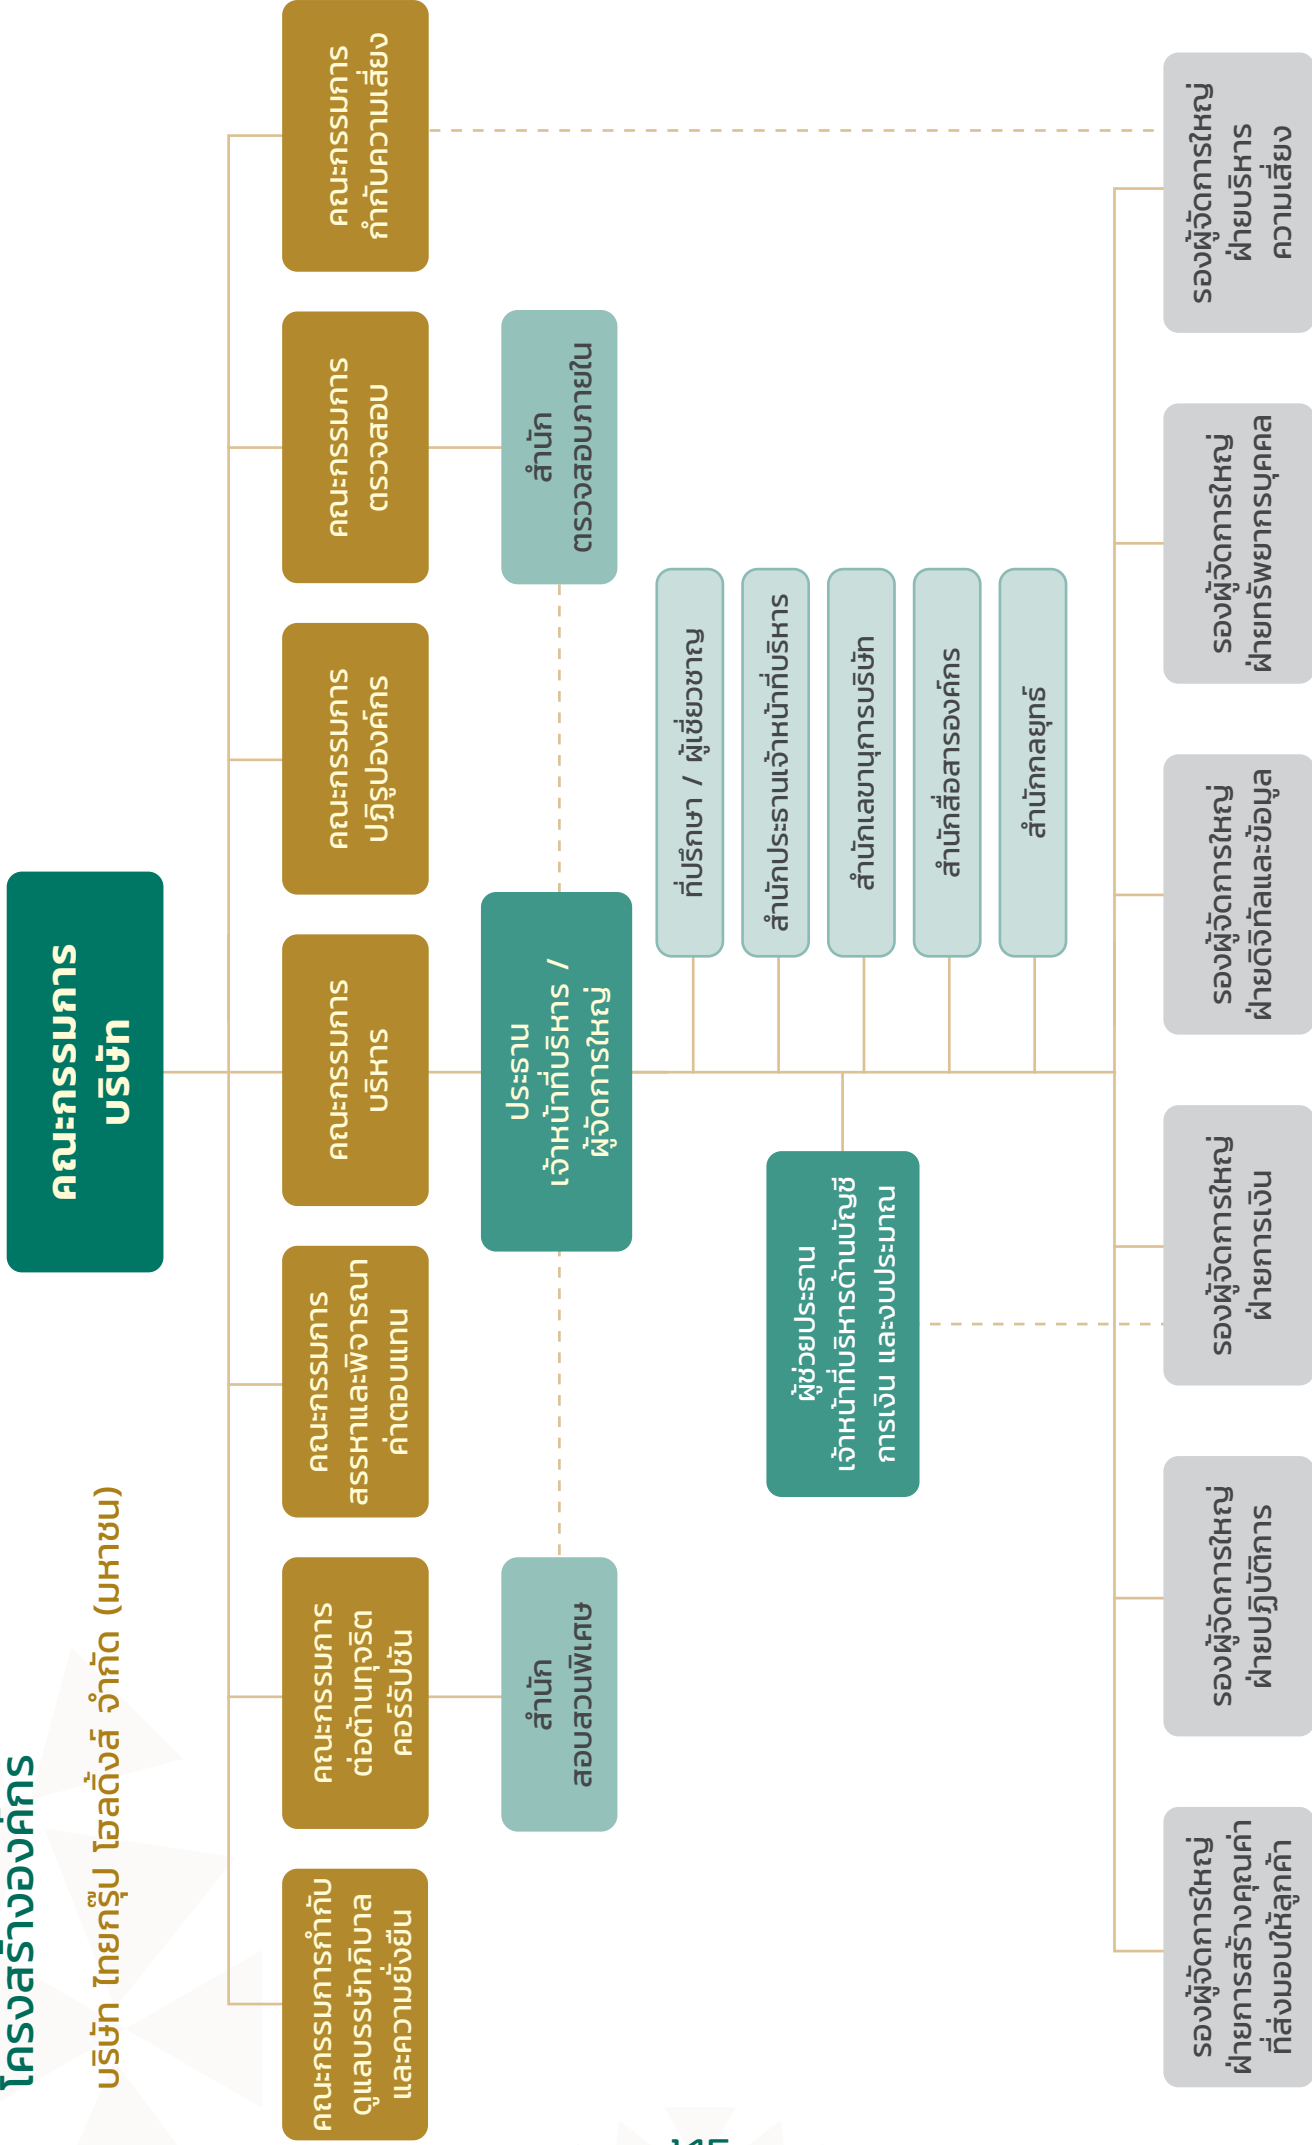 โครงสร้างองค์กร
บริษัท ไทยกรุ๊ป โฮลดิ้งส์ จำกัด (มหาชน)
คณะกรรมการ
บริษัท
คณะกรรมการกำกับ
ดูแลบรรษัทภิบาล
และความยั่งยืน
คณะกรรมการ
ต่อต้านทุจริต
คอร์รัปชัน
คณะกรรมการ
สรรหาและพิจารณา
ค่าตอบแทน
คณะกรรมการ
บริหาร
คณะกรรมการ
ปฏิรูปองค์กร
คณะกรรมการ
ตรวจสอบ
คณะกรรมการ
กำกับความเสี่ยง
สำนัก
สอบสวนพิเศษ
ประธาน
เจ้าหน้าที่บริหาร /
ผู้จัดการใหญ่
สำนัก
ตรวจสอบภายใน
ที่ปรึกษา / ผู้เชี่ยวชาญ
สำนักประธานเจ้าหน้าที่บริหาร
สำนักเลขานุการบริษัท
สำนักสื่อสารองค์กร
สำนักกลยุทธ์
ผู้ช่วยประธาน
เจ้าหน้าที่บริหารด้านบัญชี
การเงิน และงบประมาณ
รองผู้จัดการใหญ่
ฝ่ายการสร้างคุณค่า
ที่ส่งมอบให้ลูกค้า
รองผู้จัดการใหญ่
ฝ่ายปฏิบัติการ
รองผู้จัดการใหญ่
ฝ่ายการเงิน
รองผู้จัดการใหญ่
ฝ่ายดิจิทัลและข้อมูล
รองผู้จัดการใหญ่
ฝ่ายทรัพยากรบุคคล
รองผู้จัดการใหญ่
ฝ่ายบริหาร
ความเสี่ยง